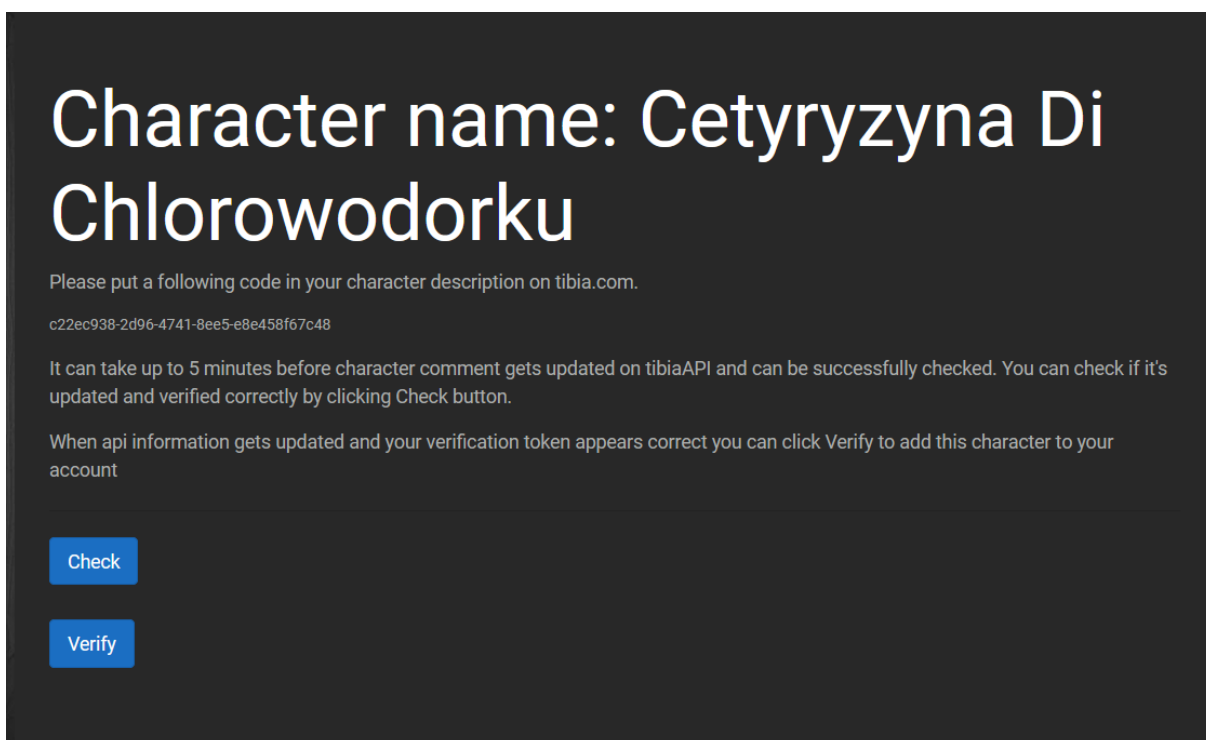 Character name: Cetyryzyna Di
Chlorowodorku
Please put a following code in your character description on tibia.com.
c22ec938-2d96-4741-8ee5-e8e458f67c48
It can take up to 5 minutes before character comment gets updated on tibiaAPI and can be successfully checked. You can check if it's
updated and verified correctly by clicking Check button.
When api information gets updated and your verification token appears correct you can click Verify to add this character to your
account
Check
Verify